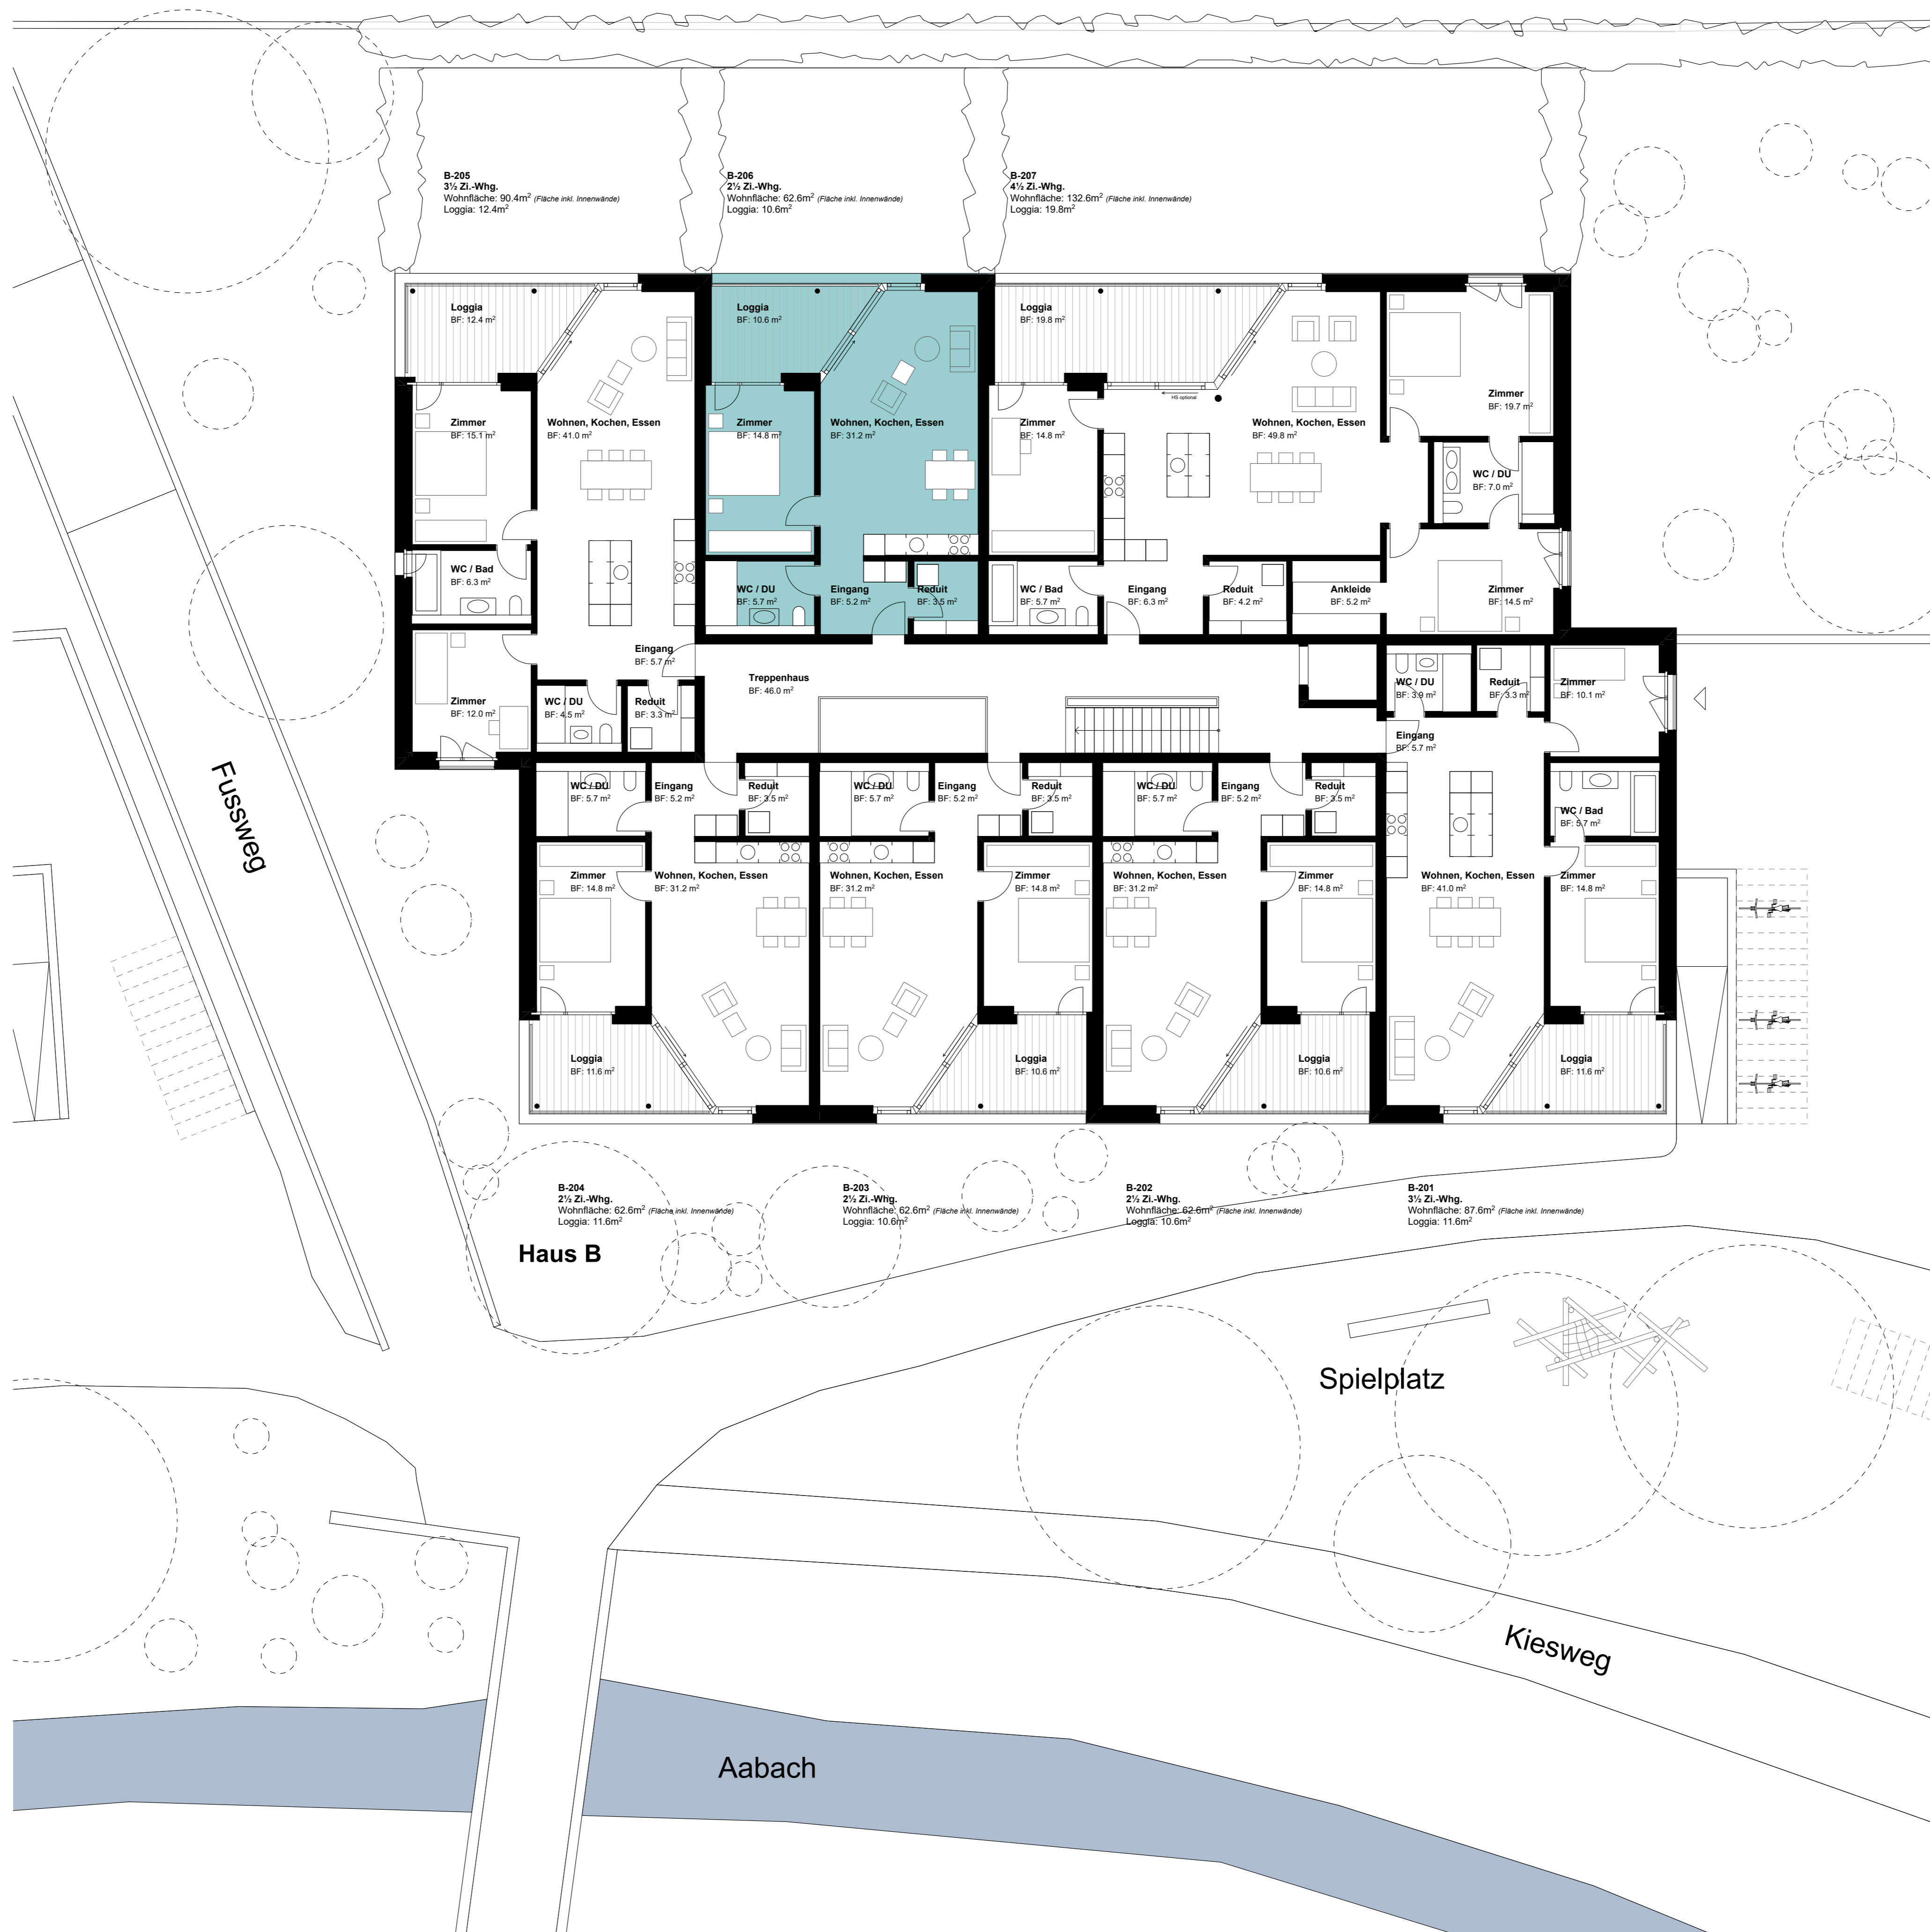 B-205
3½ Zi.-Whg.
Wohnfläche: 90.4m² (Fläche inkl. Innenwände)
Loggia: 12.4m²
B-206
2½ Zi.-Whg.
Wohnfläche: 62.6m² (Fläche inkl. Innenwände)
Loggia: 10.6m²
B-207
4½ Zi.-Whg.
Wohnfläche: 132.6m² (Fläche inkl. Innenwände)
Loggia: 19.8m²
Loggia
BF: 12.4 m²
Zimmer
BF: 15.1 m²
Wohnen, Kochen, Essen
BF: 41.0 m²
WC / Bad
BF: 6.3 m²
Zimmer
BF: 12.0 m²
WC / DU
BF: 4.5 m²
Reduit
BF: 3.3 m²
Eingang
BF: 5.7 m²
Loggia
BF: 10.6 m²
Zimmer
BF: 14.8 m²
Wohnen, Kochen, Essen
BF: 31.2 m²
WC / DU
BF: 5.7 m²
Eingang
BF: 5.2 m²
Reduit
BF: 3.5 m²
Loggia
BF: 19.8 m²
HS optional
Zimmer
BF: 14.8 m²
Wohnen, Kochen, Essen
BF: 49.8 m²
Zimmer
BF: 19.7 m²
WC / DU
BF: 7.0 m²
WC / Bad
BF: 5.7 m²
Eingang
BF: 6.3 m²
Reduit
BF: 4.2 m²
Ankleide
BF: 5.2 m²
Zimmer
BF: 14.5 m²
Treppenhaus
BF: 46.0 m²
WC / DU
BF: 3.9 m²
Reduit
BF: 3.3 m²
Zimmer
BF: 10.1 m²
Eingang
BF: 5.7 m²
WC / Bad
BF: 5.7 m²
Wohnen, Kochen, Essen
BF: 41.0 m²
Zimmer
BF: 14.8 m²
Loggia
BF: 11.6 m²
WC / DU
BF: 5.7 m²
Eingang
BF: 5.2 m²
Reduit
BF: 3.5 m²
Zimmer
BF: 14.8 m²
Wohnen, Kochen, Essen
BF: 31.2 m²
Loggia
BF: 11.6 m²
WC / DU
BF: 5.7 m²
Eingang
BF: 5.2 m²
Reduit
BF: 3.5 m²
Wohnen, Kochen, Essen
BF: 31.2 m²
Zimmer
BF: 14.8 m²
Loggia
BF: 10.6 m²
WC / DU
BF: 5.7 m²
Eingang
BF: 5.2 m²
Reduit
BF: 3.5 m²
Wohnen, Kochen, Essen
BF: 31.2 m²
Zimmer
BF: 14.8 m²
Loggia
BF: 10.6 m²
Fussweg
B-204
2½ Zi.-Whg.
Wohnfläche: 62.6m² (Fläche inkl. Innenwände)
Loggia: 11.6m²
B-203
2½ Zi.-Whg.
Wohnfläche: 62.6m² (Fläche inkl. Innenwände)
Loggia: 10.6m²
B-202
2½ Zi.-Whg.
Wohnfläche: 62.6m² (Fläche inkl. Innenwände)
Loggia: 10.6m²
B-201
3½ Zi.-Whg.
Wohnfläche: 87.6m² (Fläche inkl. Innenwände)
Loggia: 11.6m²
Haus B
Spielplatz
Kiesweg
Aabach